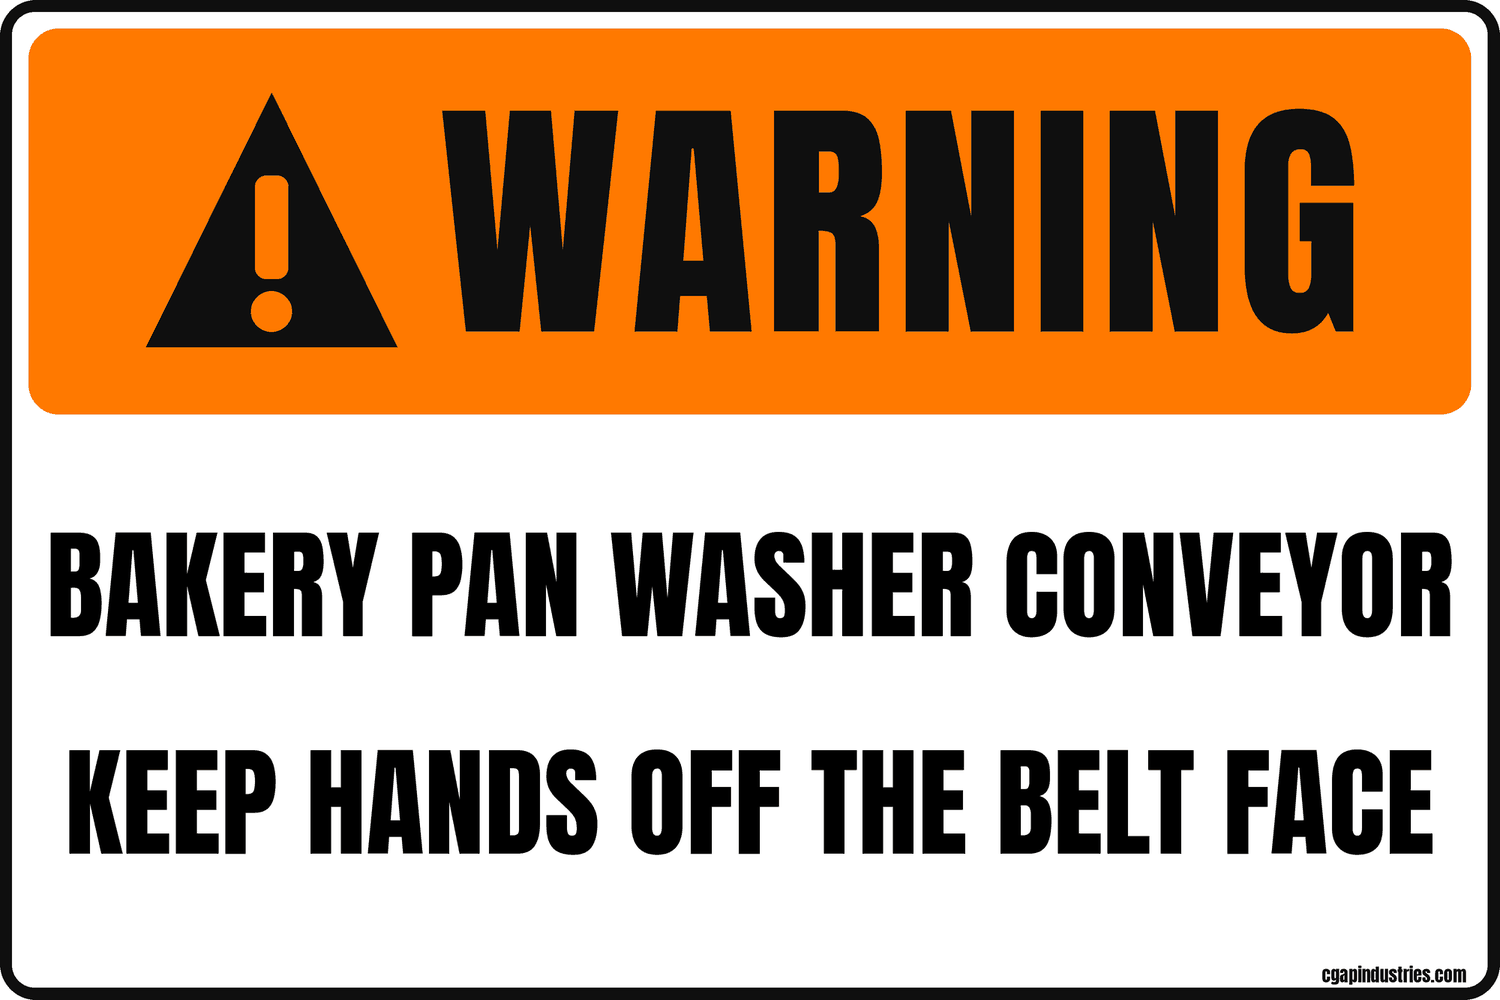 WARNING
BAKERY PAN WASHER CONVEYOR
KEEP HANDS OFF THE BELT FACE
cgapindustries.com